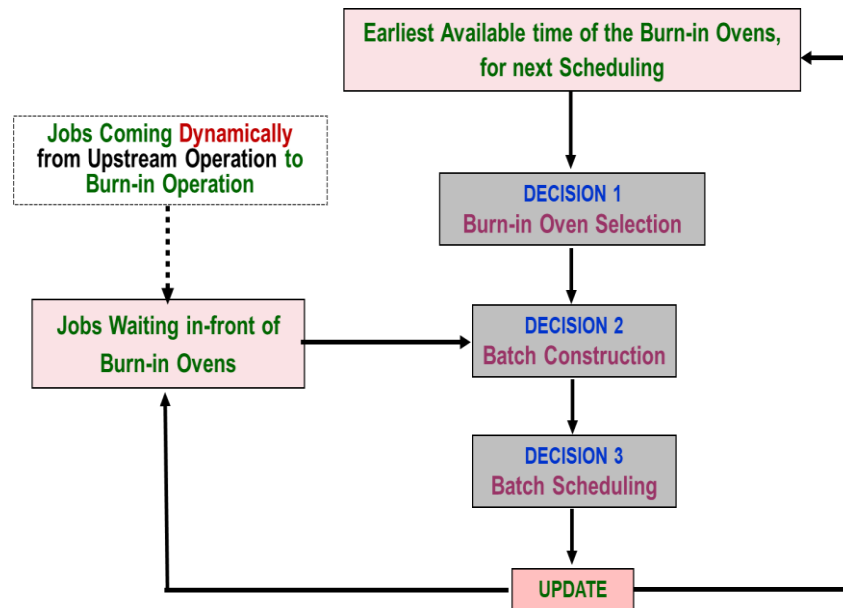 Earliest Available time of the Burn-in Ovens,
for next Scheduling
Jobs Coming Dynamically
from Upstream Operation to
Burn-in Operation
DECISION 1
Burn-in Oven Selection
Jobs Waiting in-front of
Burn-in Ovens
DECISION 2
Batch Construction
DECISION 3
Batch Scheduling
UPDATE